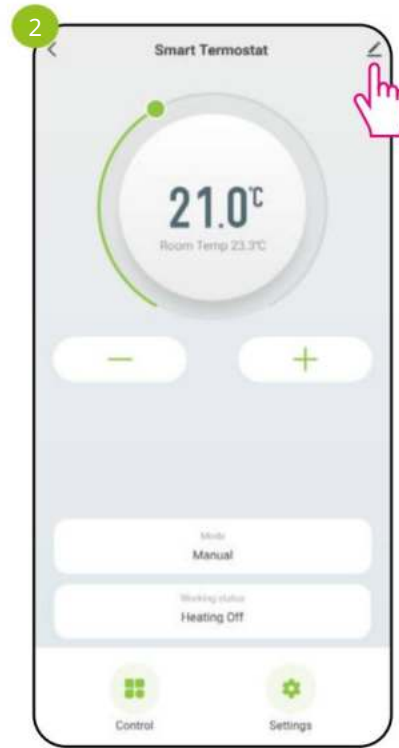 2
Smart Termostat
21.0°C
Room Temp 23.3°C
Mode
Manual
Working status
Heating Off
Control
Settings